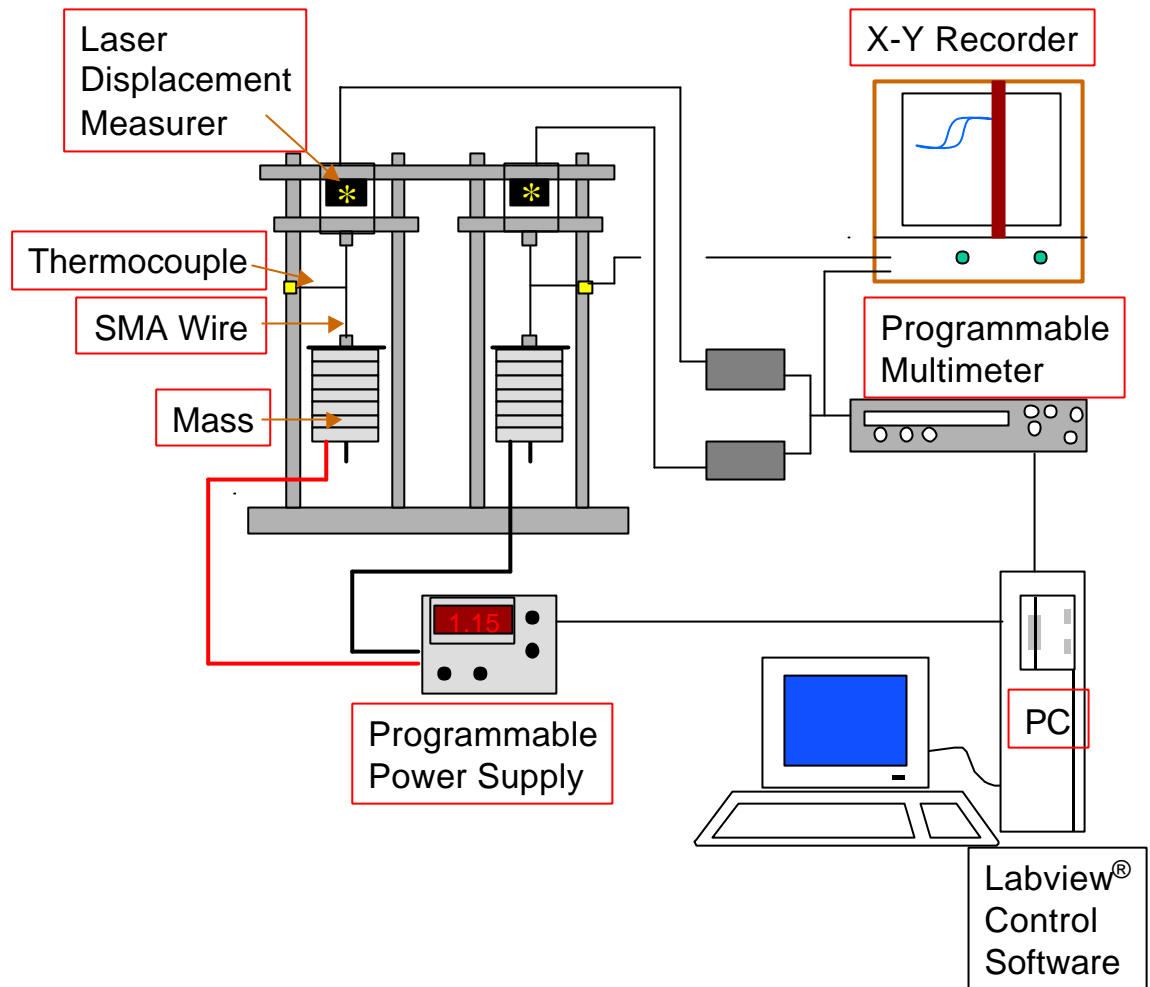 Laser
Displacement
Measurer
X-Y Recorder
Thermocouple
SMA Wire
Programmable
Multimeter
Mass
1.15
Programmable
Power Supply
PC
Labview®
Control
Software